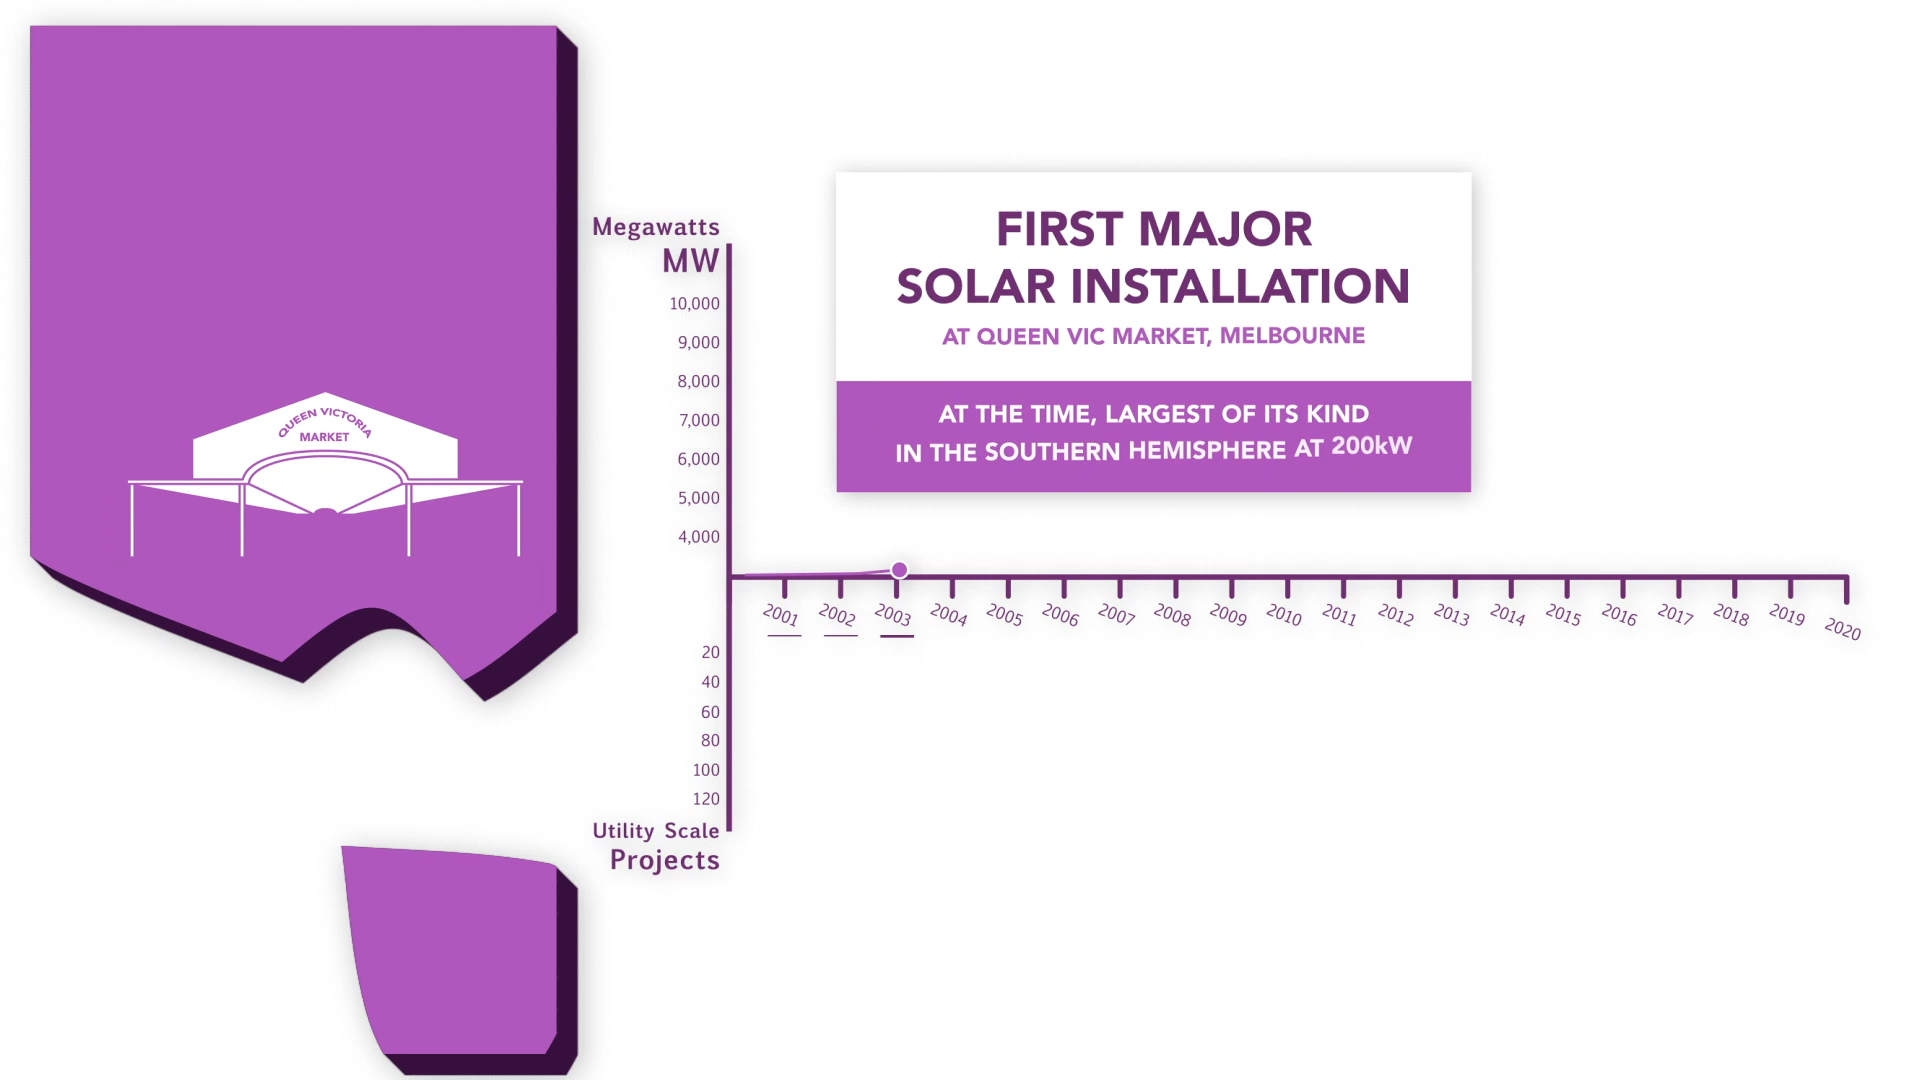 QUEEN VICTORIA
MARKET
Megawatts
MW
10,000
9,000
8,000
7,000
6,000
5,000
4,000
FIRST MAJOR
SOLAR INSTALLATION
AT QUEEN VIC MARKET, MELBOURNE
AT THE TIME, LARGEST OF ITS KIND
IN THE SOUTHERN HEMISPHERE AT 200kW
2001 2002 2003 2004 2005 2006 2007 2008 2009 2010 2011 2012 2013 2014 2015 2016 2017 2018 2019 2020
20
40
60
80
100
120
Utility Scale
Projects